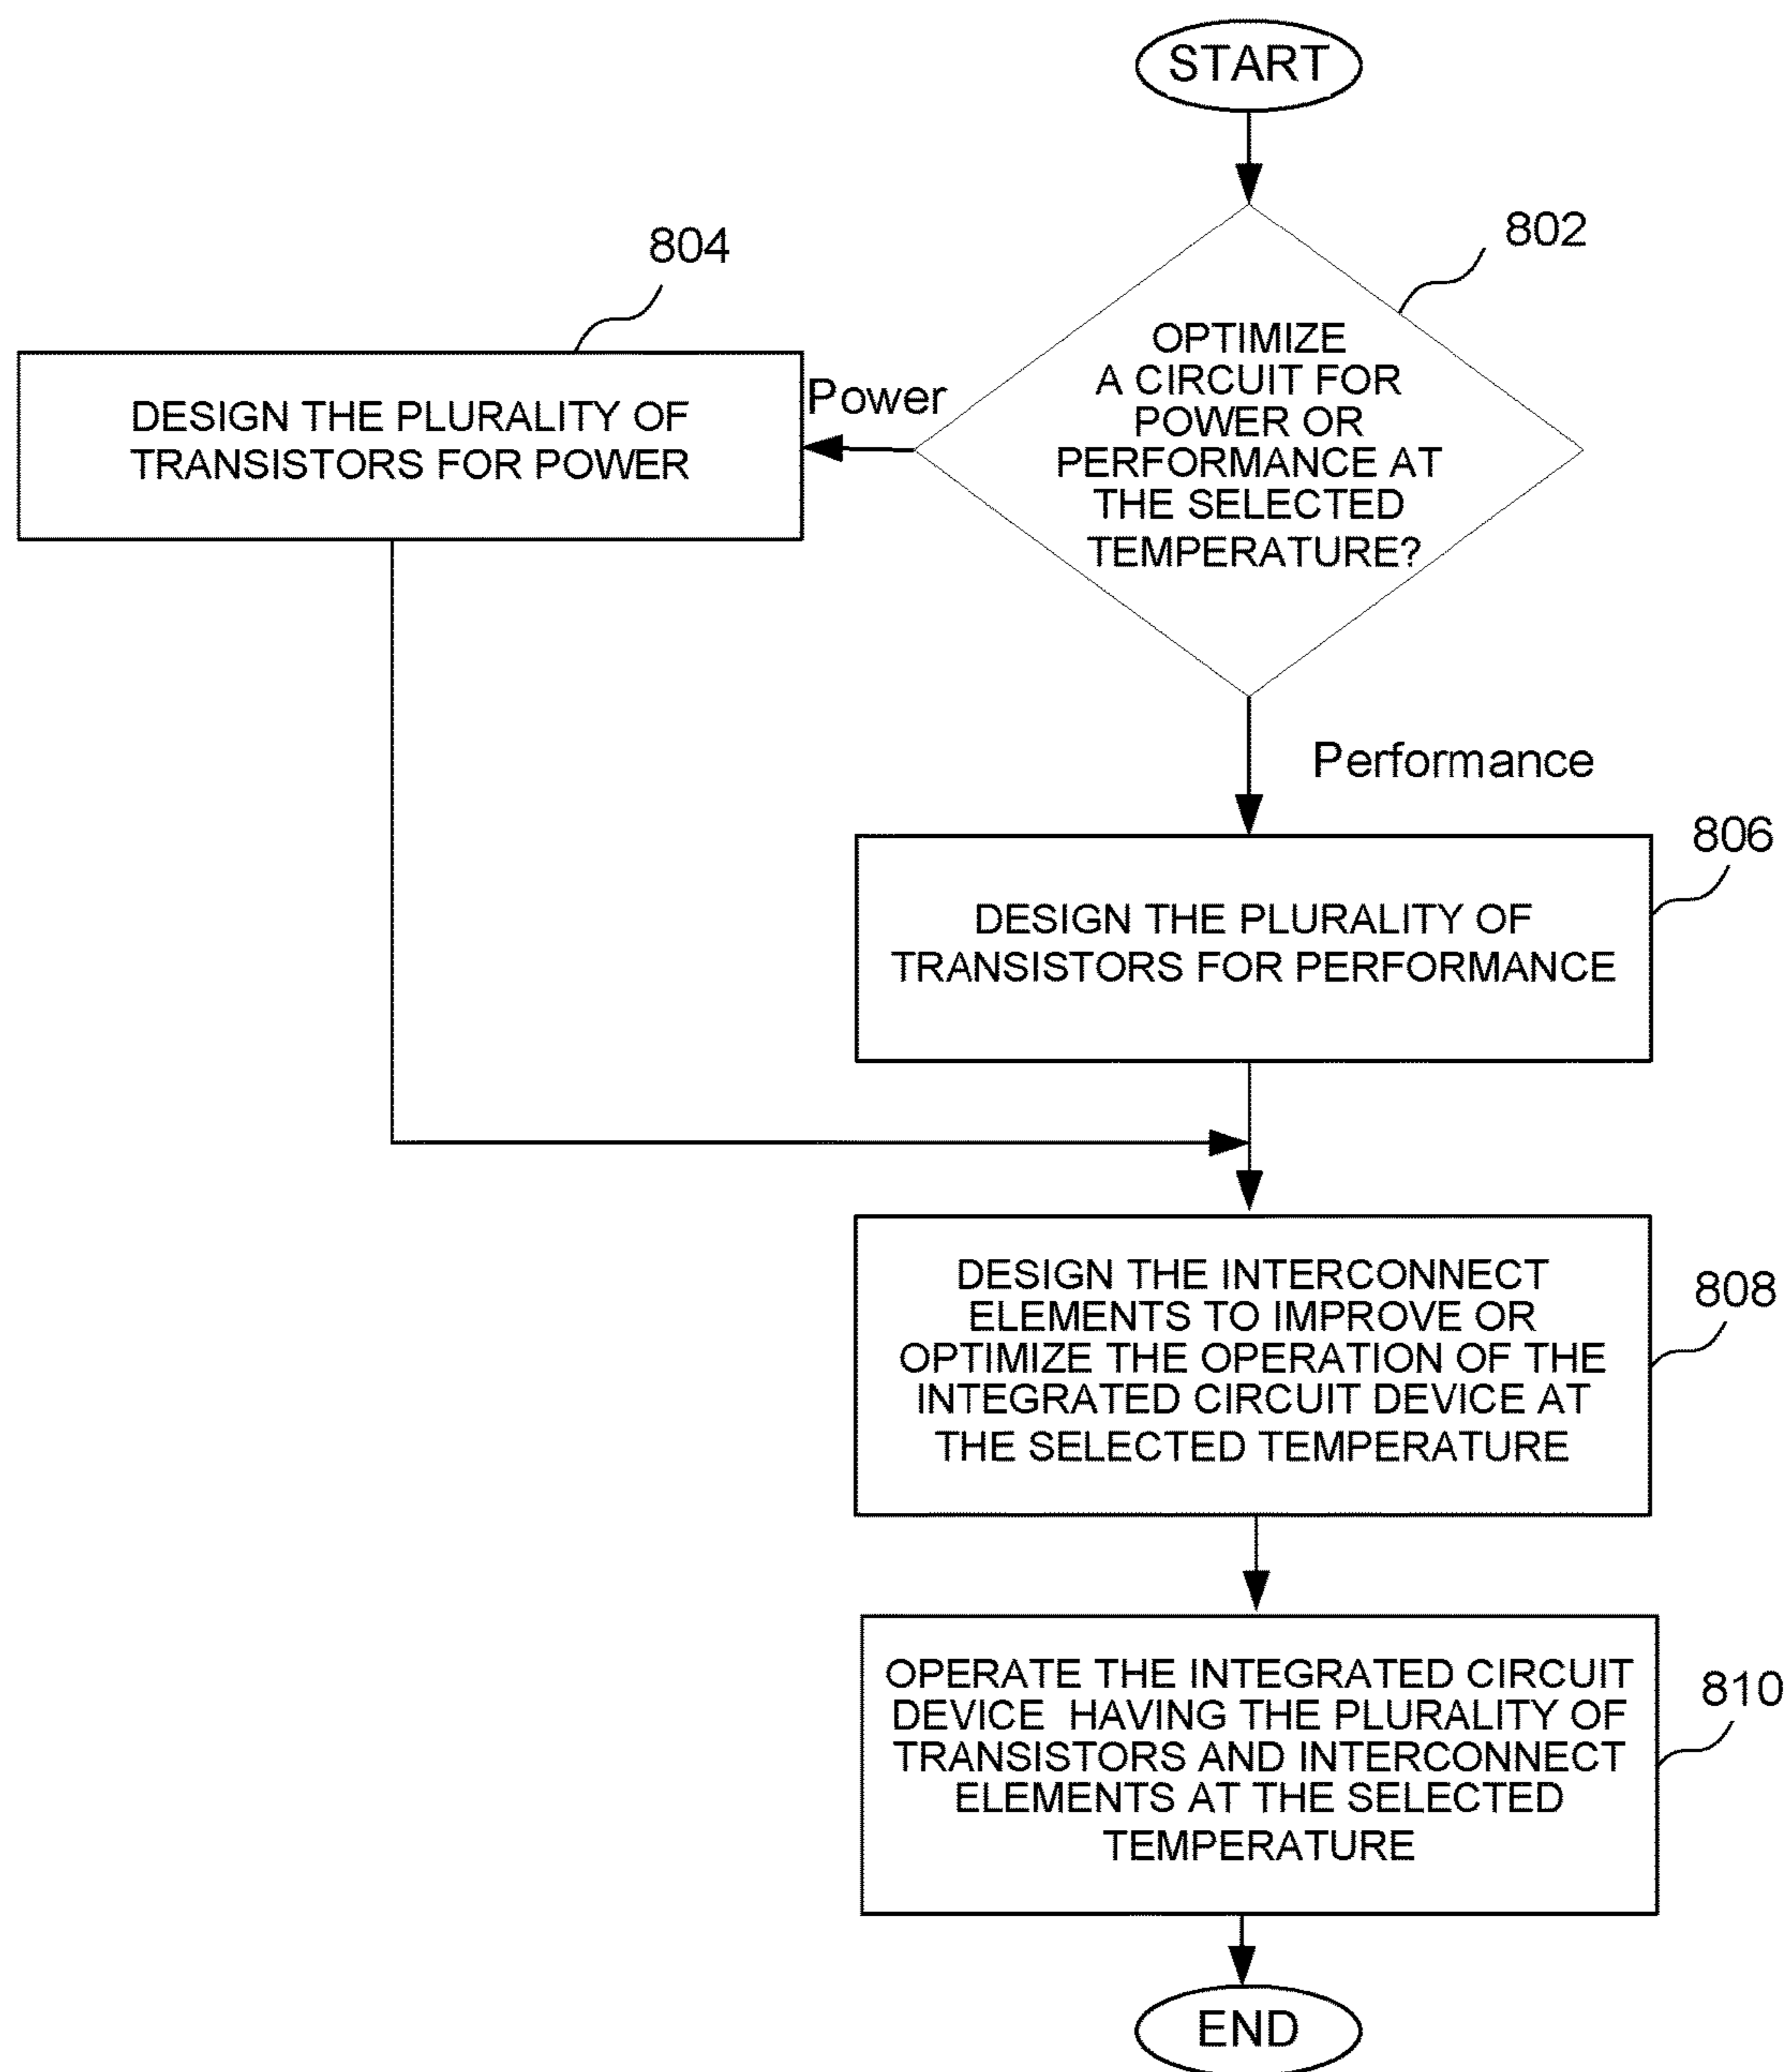 START
802
OPTIMIZE
A CIRCUIT FOR
POWER OR
PERFORMANCE AT
THE SELECTED
TEMPERATURE?
804
Power
DESIGN THE PLURALITY OF
TRANSISTORS FOR POWER
Performance
806
DESIGN THE PLURALITY OF
TRANSISTORS FOR PERFORMANCE
808
DESIGN THE INTERCONNECT
ELEMENTS TO IMPROVE OR
OPTIMIZE THE OPERATION OF THE
INTEGRATED CIRCUIT DEVICE AT
THE SELECTED TEMPERATURE
810
OPERATE THE INTEGRATED CIRCUIT
DEVICE HAVING THE PLURALITY OF
TRANSISTORS AND INTERCONNECT
ELEMENTS AT THE SELECTED
TEMPERATURE
END